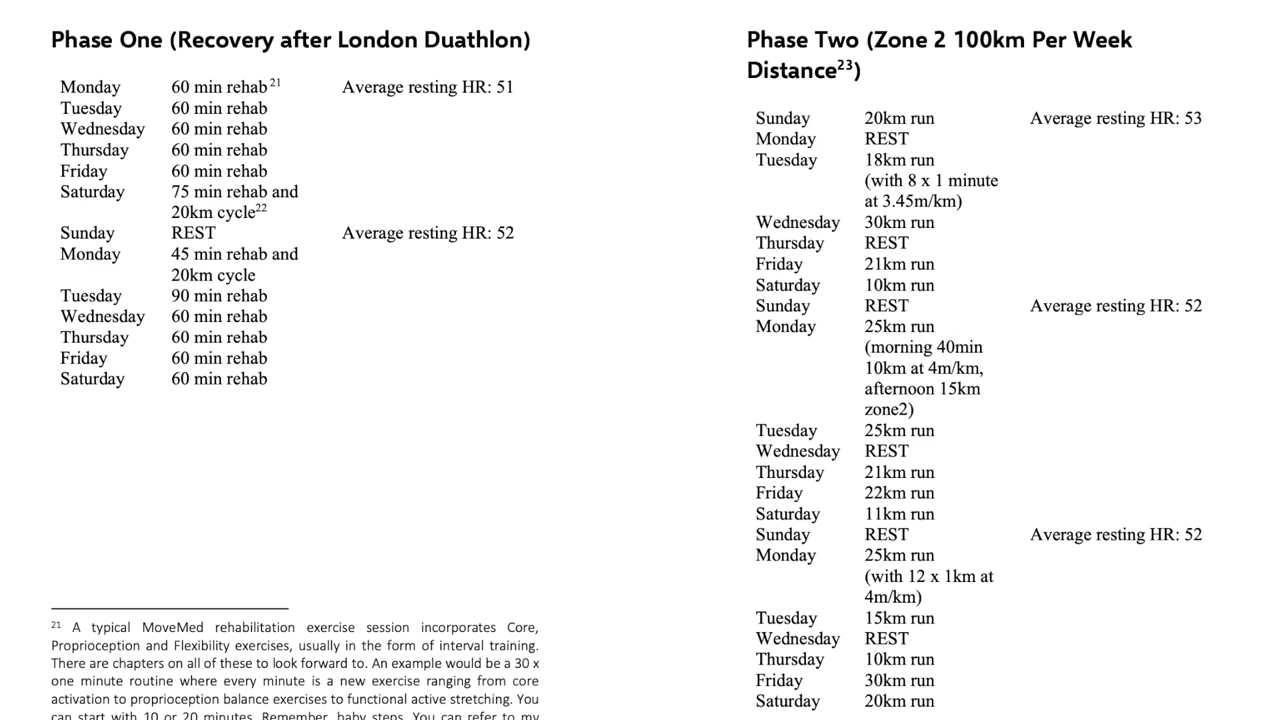 Phase One (Recovery after London Duathlon)
Monday 60 min rehab 21 Average resting HR: 51
Tuesday 60 min rehab
Wednesday 60 min rehab
Thursday 60 min rehab
Friday 60 min rehab
Saturday 75 min rehab and
20km cycle22
Sunday REST Average resting HR: 52
Monday 45 min rehab and
20km cycle
Tuesday 90 min rehab
Wednesday 60 min rehab
Thursday 60 min rehab
Friday 60 min rehab
Saturday 60 min rehab
21 A typical MoveMed rehabilitation exercise session incorporates Core,
Proprioception and Flexibility exercises, usually in the form of interval training.
There are chapters on all of these to look forward to. An example would be a 30 x
one minute routine where every minute is a new exercise ranging from core
activation to proprioception balance exercises to functional active stretching. You
can start with 10 or 20 minutes. Remember, baby steps. You can refer to my
Phase Two (Zone 2 100km Per Week
Distance23)
Sunday 20km run Average resting HR: 53
Monday REST
Tuesday 18km run
(with 8 x 1 minute
at 3.45m/km)
Wednesday 30km run
Thursday REST
Friday 21km run
Saturday 10km run
Sunday REST Average resting HR: 52
Monday 25km run
(morning 40min
10km at 4m/km,
afternoon 15km
zone2)
Tuesday 25km run
Wednesday REST
Thursday 21km run
Friday 22km run
Saturday 11km run
Sunday REST Average resting HR: 52
Monday 25km run
(with 12 x 1km at
4m/km)
Tuesday 15km run
Wednesday REST
Thursday 10km run
Friday 30km run
Saturday 20km run